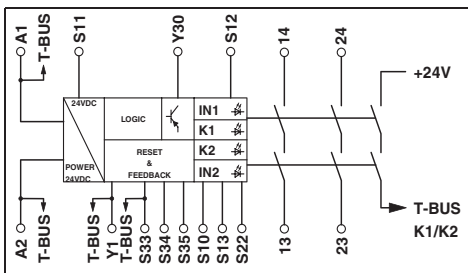 A1
T-BUS
S11
Y30
S12
14
24
+24V
24VDC
LOGIC
IN1
K1
RESET
&
FEEDBACK
K2
IN2
POWER
24VDC
A2
T-BUS
T-BUS
Y1
T-BUS
S33
S34
S35
S10
S13
S22
13
23
T-BUS
K1/K2